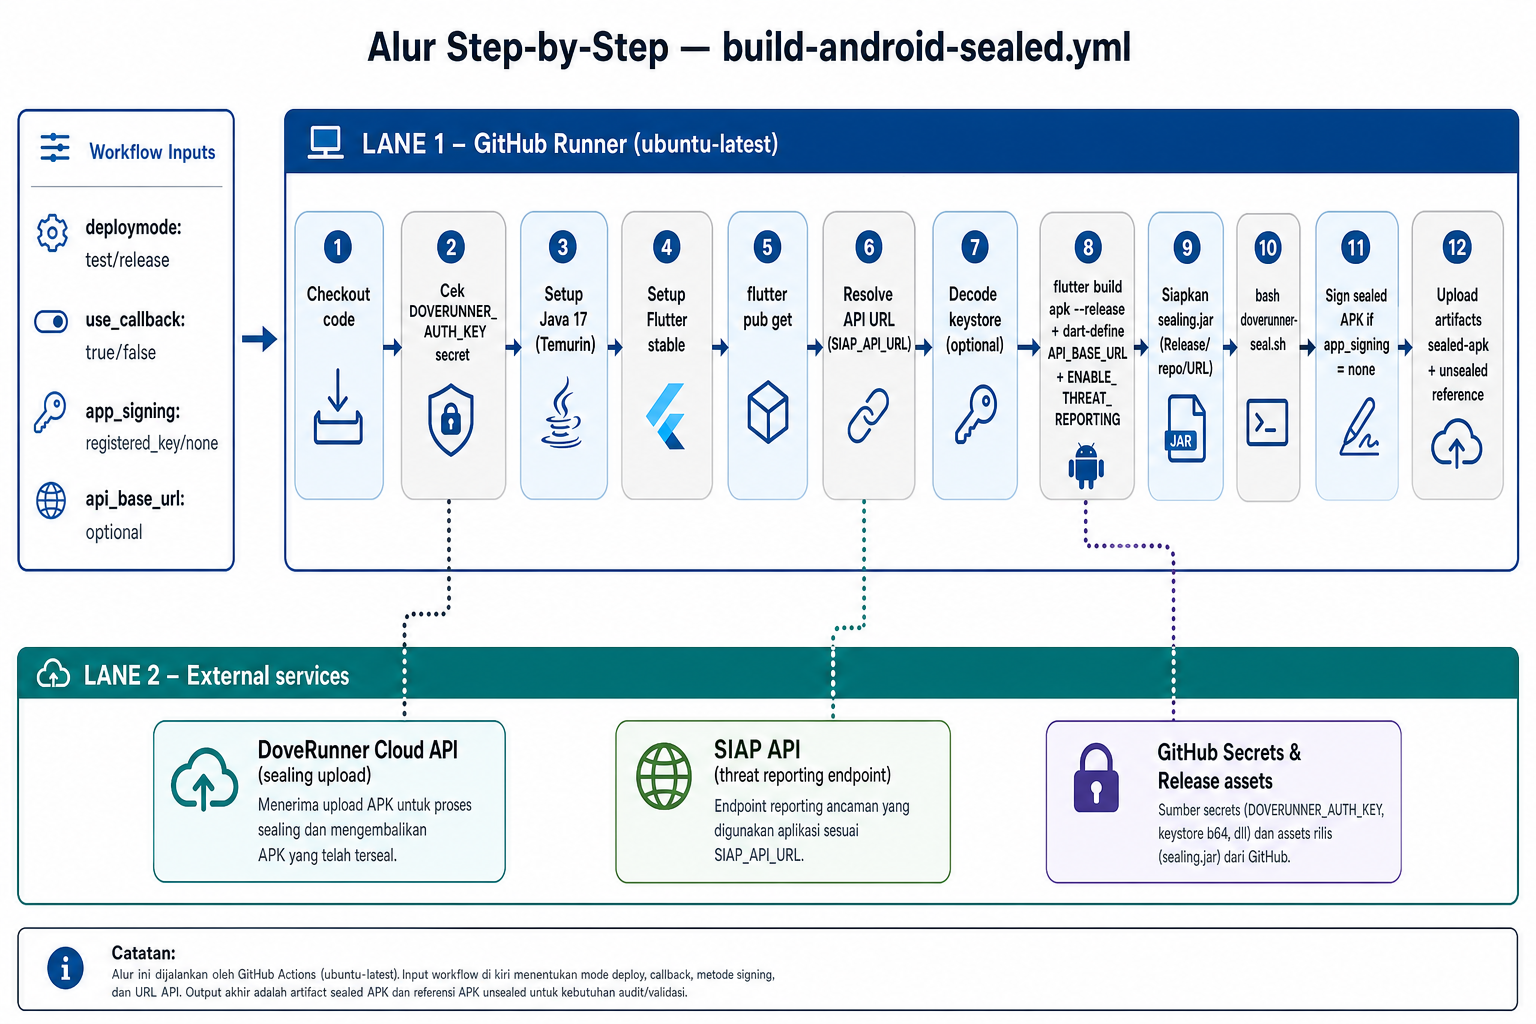 Alur Step-by-Step — build-android-sealed.yml
Workflow Inputs
deploymode:
test/release
use_callback:
true/false
app_signing:
registered_key/none
api_base_url:
optional
LANE 1 – GitHub Runner (ubuntu-latest)
1
Checkout
code
2
Cek
DOVERUNNER_
AUTH_KEY
secret
3
Setup
Java 17
(Temurin)
4
Setup
Flutter
stable
5
flutter
pub get
6
Resolve
API URL
(SIAP_API_URL)
7
Decode
keystore
(optional)
8
flutter build
apk --release
+ dart-define
API_BASE_URL
+ ENABLE_
THREAT_
REPORTING
9
Siapkan
sealing.jar
(Release/
repo/URL)
JAR
10
bash
doverunner-
seal.sh
11
Sign sealed
APK if
app_signing
= none
12
Upload
artifacts
sealed-apk
+ unsealed
reference
LANE 2 – External services
DoveRunner Cloud API
(sealing upload)
Menerima upload APK untuk proses
sealing dan mengembalikan
APK yang telah terseal.
SIAP API
(threat reporting endpoint)
Endpoint reporting ancaman yang
digunakan aplikasi sesuai
SIAP_API_URL.
GitHub Secrets &
Release assets
Sumber secrets (DOVERUNNER_AUTH_KEY,
keystore b64, dll) dan assets rilis
(sealing.jar) dari GitHub.
Catatan:
Alur ini dijalankan oleh GitHub Actions (ubuntu-latest). Input workflow di kiri menentukan mode deploy, callback, metode signing,
dan URL API. Output akhir adalah artifact sealed APK dan referensi APK unsealed untuk kebutuhan audit/validasi.